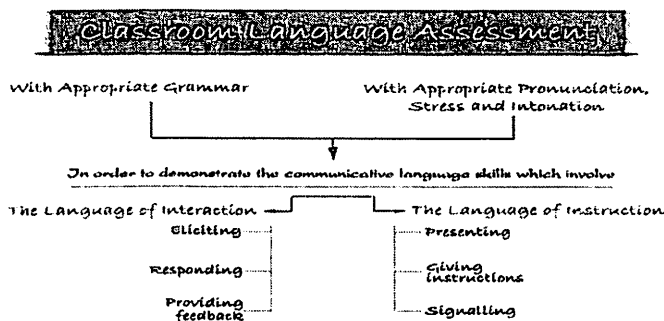 Classroom Language Assessment
With Appropriate Grammar
With Appropriate Pronunciation,
Stress and Intonation
In order to demonstrate the communicative language skills which involve
The Language of Interaction
The Language of Instruction
Eliciting
Presenting
Responding
Giving
instructions
Providing
feedback
Signalling